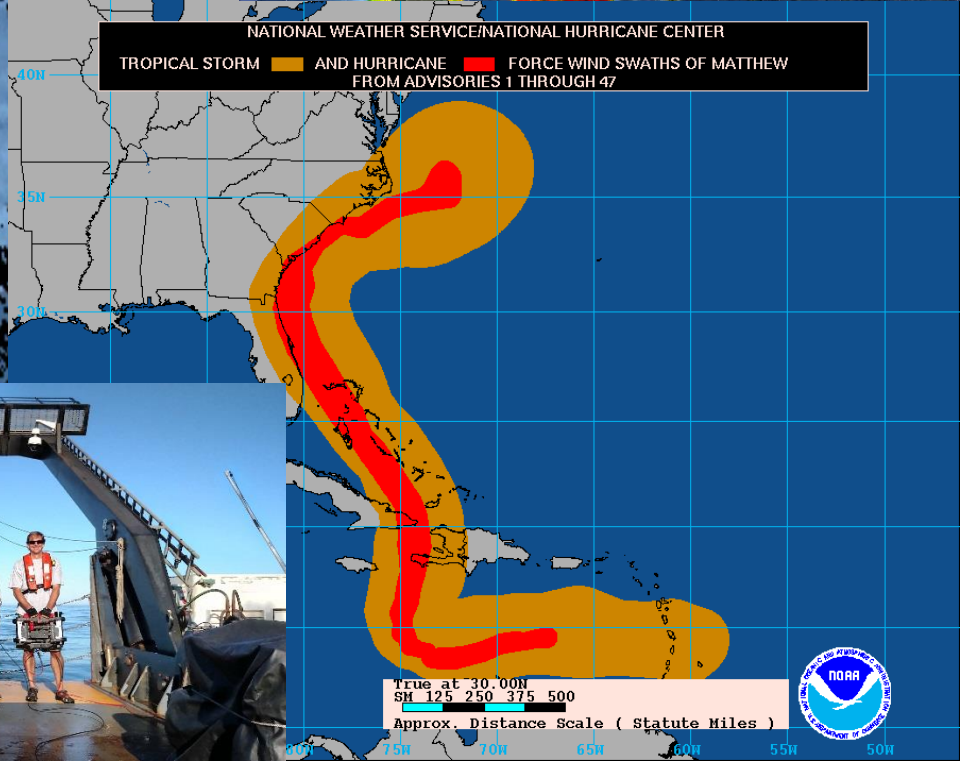 NATIONAL WEATHER SERVICE/NATIONAL HURRICANE CENTER
TROPICAL STORM AND HURRICANE FORCE WIND SWATHS OF MATTHEW
FROM ADVISORIES 1 THROUGH 47
40N
35N
30N
True at 30.00N
SM 125 250 375 500
Approx. Distance Scale ( Statute Miles )
NOAA
80N 75W 70W 65W 60W 55W 50W